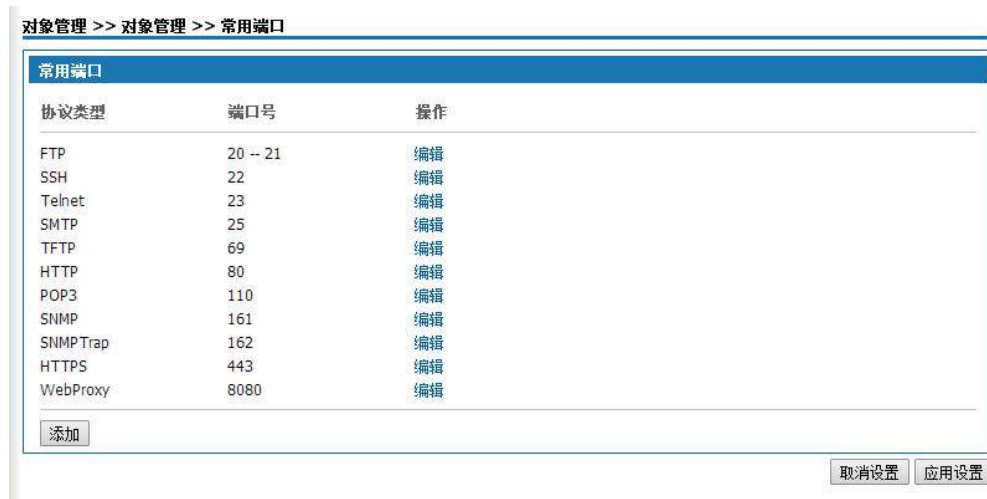 对象管理 >> 对象管理 >> 常用端口
常用端口
协议类型 端口号 操作
FTP 20 -- 21 编辑
SSH 22 编辑
Telnet 23 编辑
SMTP 25 编辑
TFTP 69 编辑
HTTP 80 编辑
POP3 110 编辑
SNMP 161 编辑
SNMPTrap 162 编辑
HTTPS 443 编辑
WebProxy 8080 编辑
添加
取消设置 应用设置